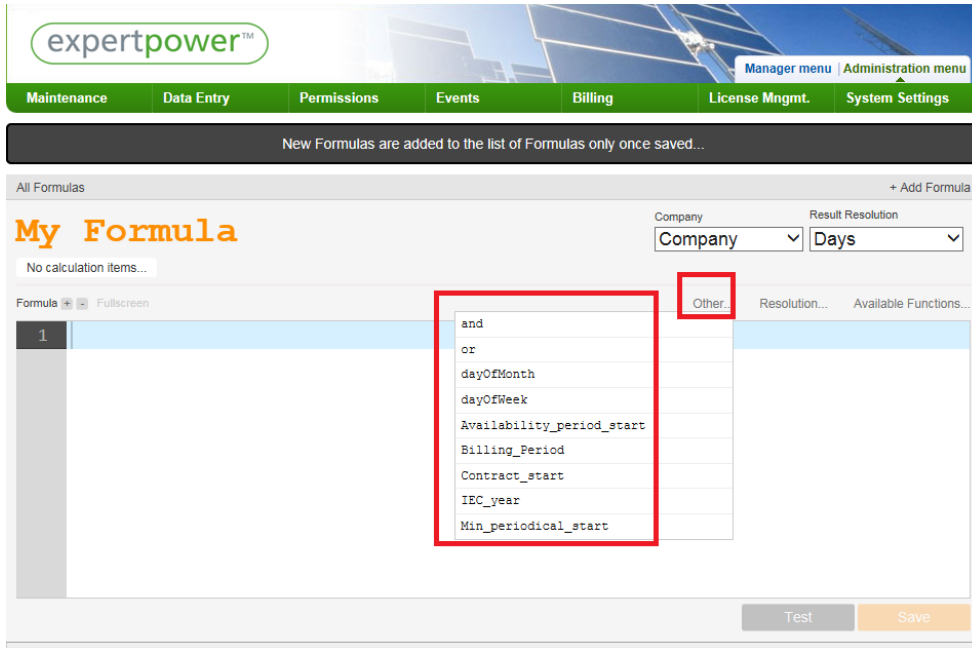 expertpower™
Manager menu | Administration menu
Maintenance Data Entry Permissions Events Billing License Mngmt. System Settings
New Formulas are added to the list of Formulas only once saved...
All Formulas + Add Formula
Company Result Resolution
My Formula Company Days
No calculation items...
Formula + - Fullscreen Other... Resolution... Available Functions...
1
and
or
dayOfMonth
dayOfWeek
Availability_period_start
Billing_Period
Contract_start
IEC_year
Min_periodical_start
Test Save